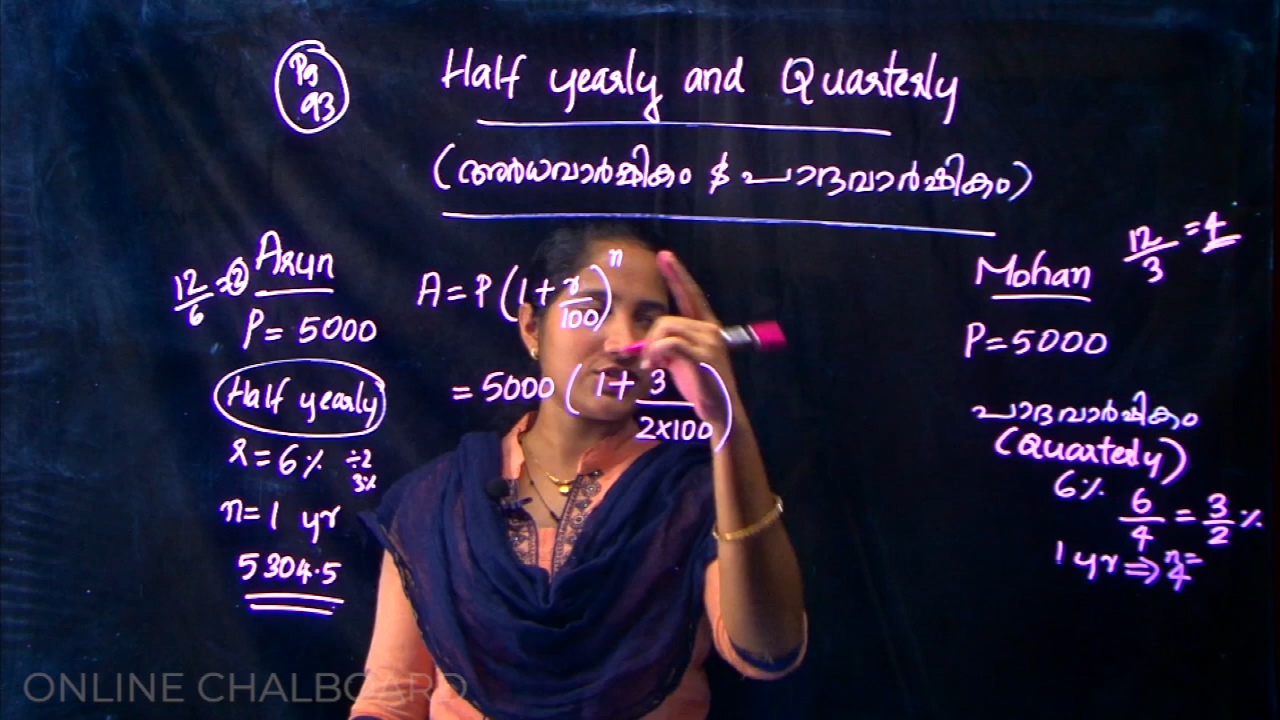 Pg 93
Half yearly and Quarterly
(അർധവാർഷികം & പാദവാർഷികം)
Arun
12/6 = 2
P = 5000
Half yearly
r = 6% ÷2
3%
n = 1 yr
5304.5
A = P(1 + r/100)^n
= 5000(1 + 3/2×100)
Mohan
12/3 = 4
P = 5000
പാദവാർഷികം
(Quarterly)
6%
6/4 = 3/2 %
1 yr ⇒ n = 4
ONLINE CHALBOARD